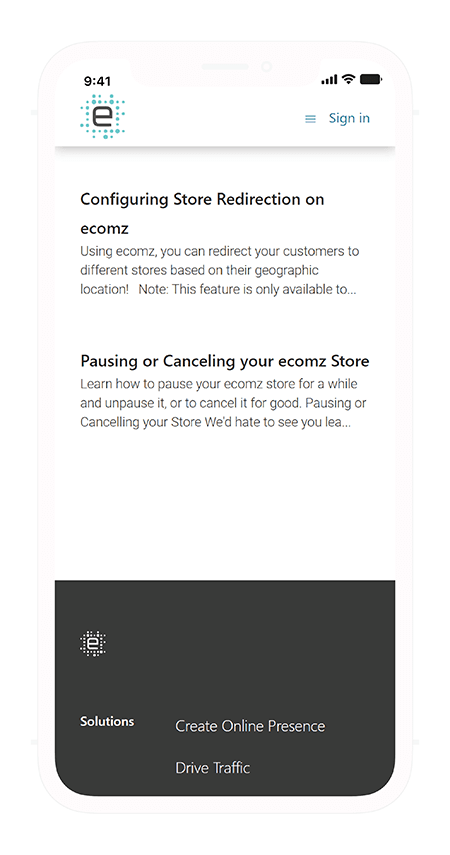 9:41
e
Sign in
Configuring Store Redirection on
ecomz
Using ecomz, you can redirect your customers to
different stores based on their geographic
location!   Note: This feature is only available to...
Pausing or Canceling your ecomz Store
Learn how to pause your ecomz store for a while
and unpause it, or to cancel it for good. Pausing or
Cancelling your Store We'd hate to see you lea...
e
Solutions
Create Online Presence
Drive Traffic